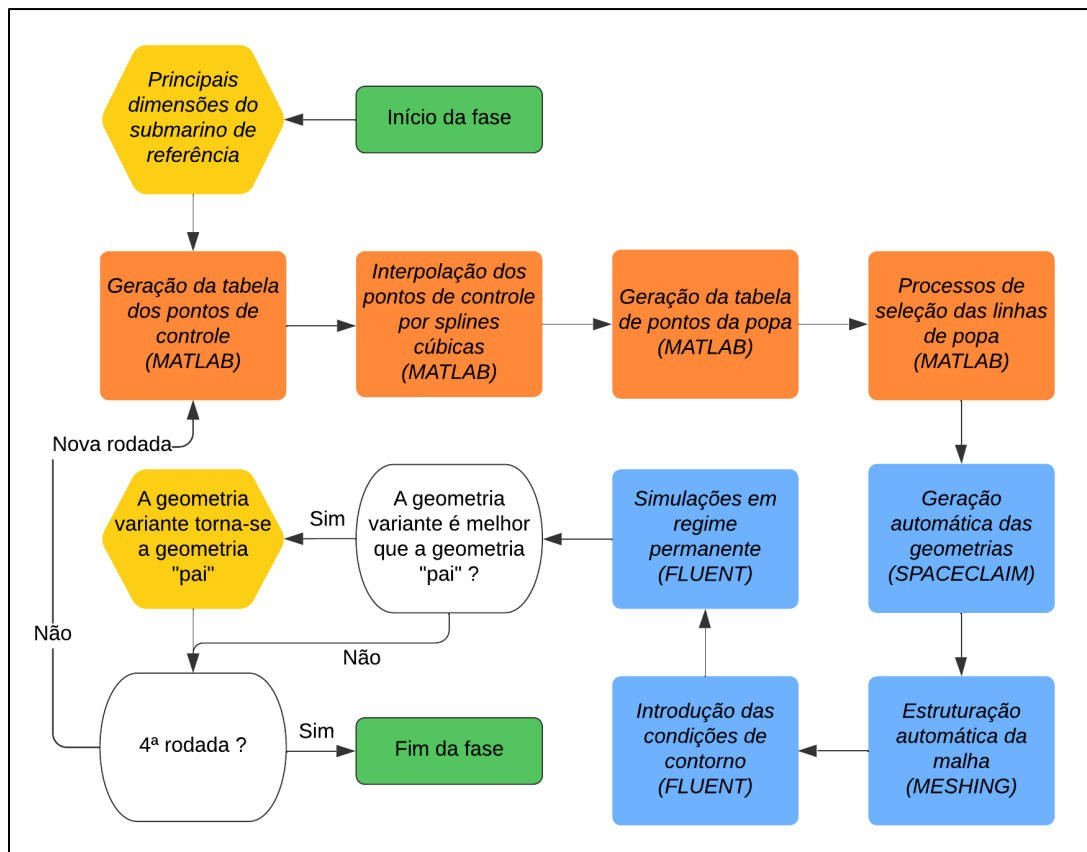 Principais
dimensões do
submarino de
referência
Início da fase
Geração da tabela
dos pontos de
controle
(MATLAB)
Interpolação dos
pontos de controle
por splines
cúbicas
(MATLAB)
Geração da tabela
de pontos da popa
(MATLAB)
Processos de
seleção das linhas
de popa
(MATLAB)
Nova rodada
A geometria
variante torna-se
a geometria
"pai"
Sim
A geometria
variante é melhor
que a geometria
"pai" ?
Simulações em
regime
permanente
(FLUENT)
Geração
automática das
geometrias
(SPACECLAIM)
Não
Não
4ª rodada ?
Sim
Fim da fase
Introdução das
condições de
contorno
(FLUENT)
Estruturação
automática da
malha
(MESHING)